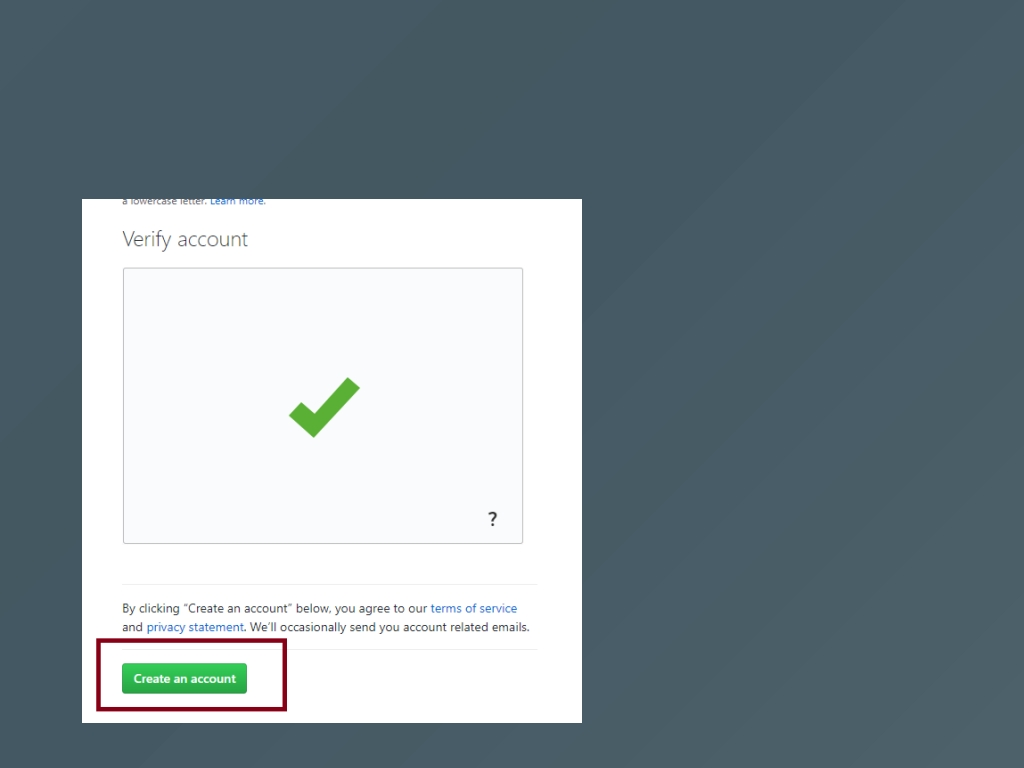 a lowercase letter. Learn more.
Verify account
?
By clicking “Create an account” below, you agree to our terms of service
and privacy statement. We’ll occasionally send you account related emails.
Create an account